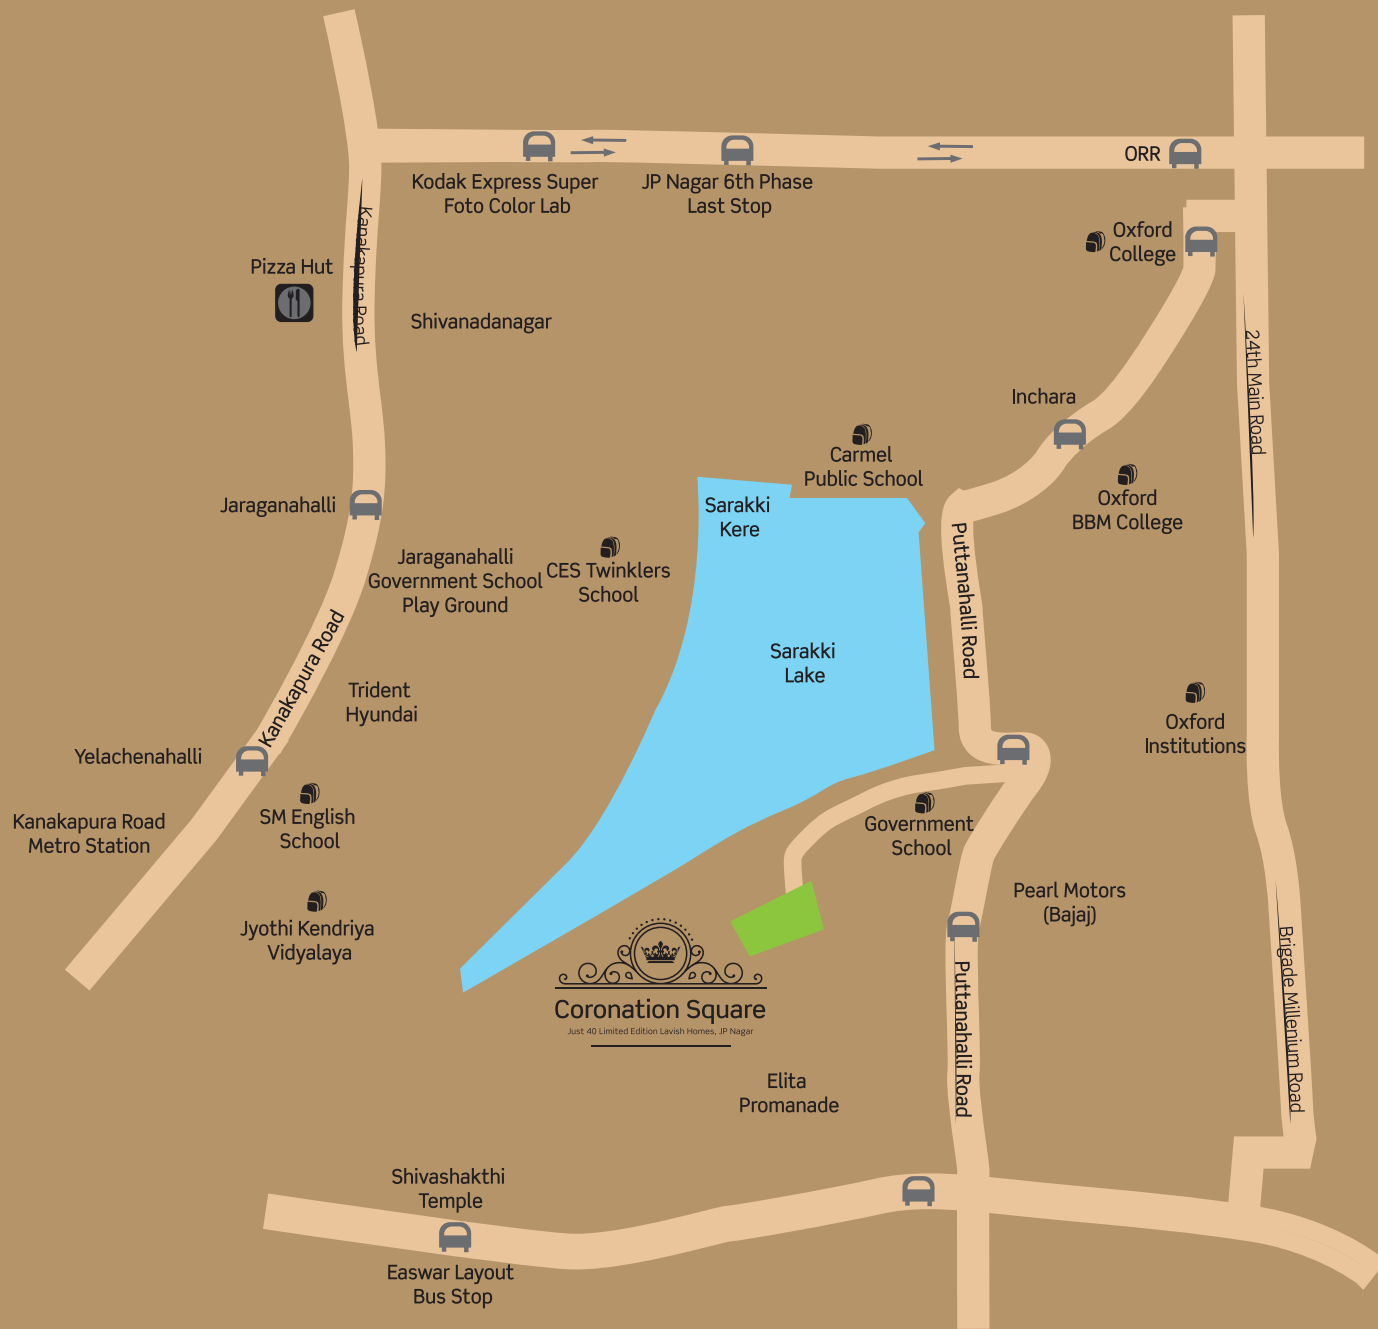 ORR
Kodak Express Super
Foto Color Lab
JP Nagar 6th Phase
Last Stop
Oxford
College
Kanakapura Road
Pizza Hut
Shivanadanagar
24th Main Road
Inchara
Carmel
Public School
Oxford
BBM College
Jaraganahalli
Sarakki
Kere
Puttanahalli Road
Jaraganahalli
Government School
Play Ground
CES Twinklers
School
Kanakapura Road
Sarakki
Lake
Trident
Hyundai
Oxford
Institutions
Yelachenahalli
SM English
School
Kanakapura Road
Metro Station
Government
School
Pearl Motors
(Bajaj)
Jyothi Kendriya
Vidyalaya
Brigade Millenium Road
Puttanahalli Road
Coronation Square
Just 40 Limited Edition Lavish Homes, JP Nagar
Elita
Promanade
Shivashakthi
Temple
Easwar Layout
Bus Stop